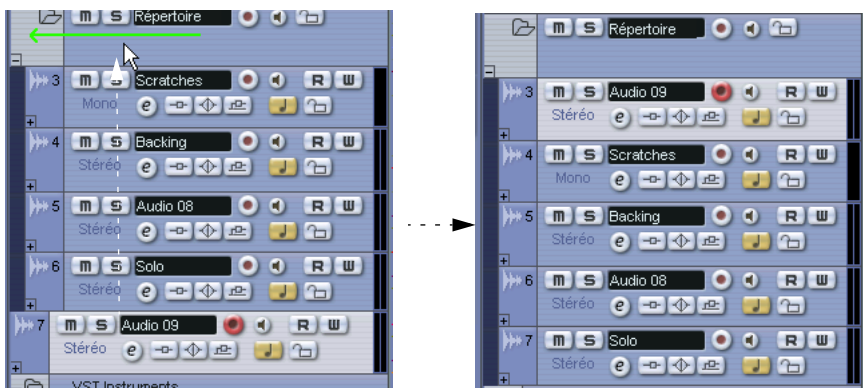 m S Répertoire
3 m S Scratches R W
Mono e
4 m S Backing R W
Stéréo e
5 m S Audio 08 R W
Stéréo e
6 m S Solo R W
Stéréo e
7 m S Audio 09 R W
Stéréo e
VST Instruments
m S Répertoire
3 m S Audio 09 R W
Stéréo e
4 m S Scratches R W
Mono e
5 m S Backing R W
Stéréo e
6 m S Audio 08 R W
Stéréo e
7 m S Solo R W
Stéréo e